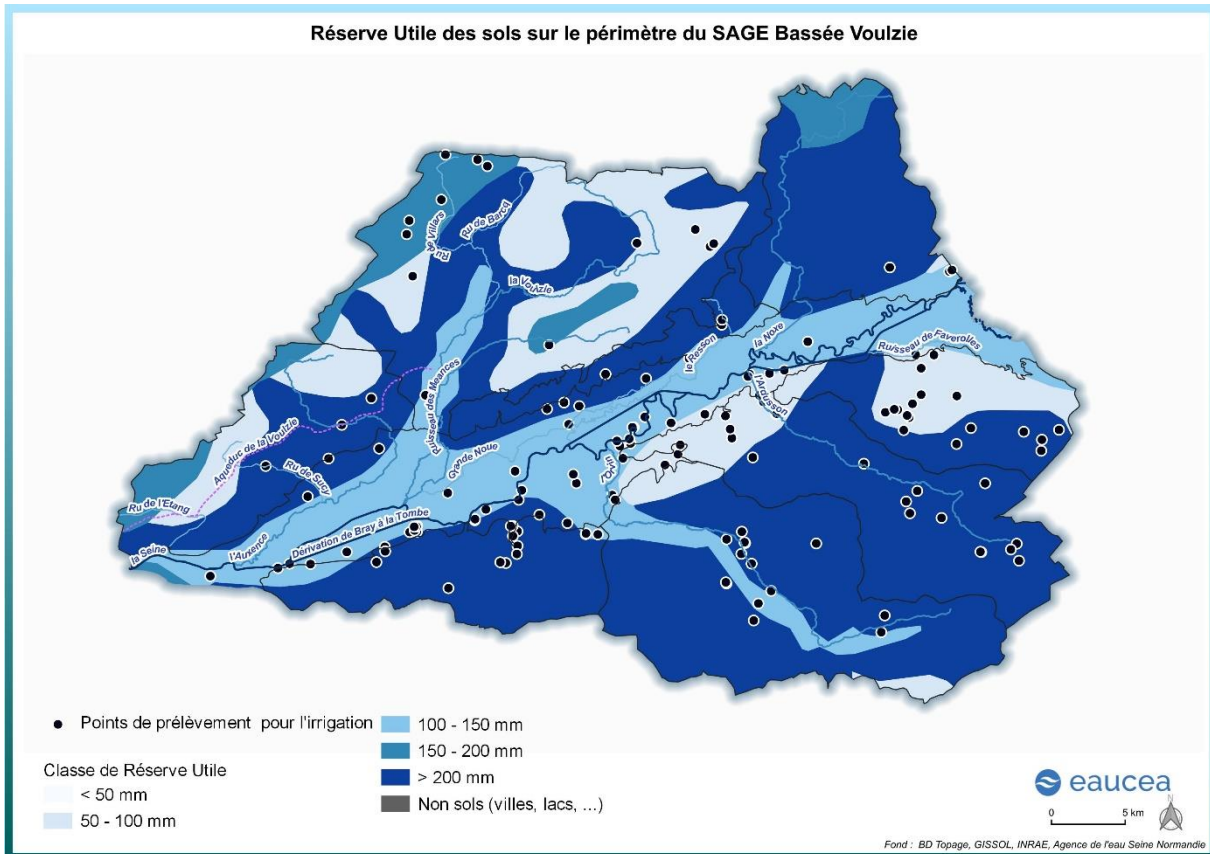 Réserve Utile des sols sur le périmètre du SAGE Bassée Voulzie
Ru de Villars
Ru de Barcq
la Voulzie
le Resson
la Noxe
Ruisseau de Faverolles
Ruisseau des Meances
l'Ardusson
Aqueduc de la Voulzie
Grande Noue
l'Orvin
Ru de Sucy
Ru de l'Etang
l'Auxence
Dérivation de Bray à la Tombe
la Seine
Points de prélèvement pour l'irrigation
Classe de Réserve Utile
< 50 mm
50 - 100 mm
100 - 150 mm
150 - 200 mm
> 200 mm
Non sols (villes, lacs, ...)
eaucea
N
0 5 km
Fond : BD Topage, GISSOL, INRAE, Agence de l'eau Seine Normandie